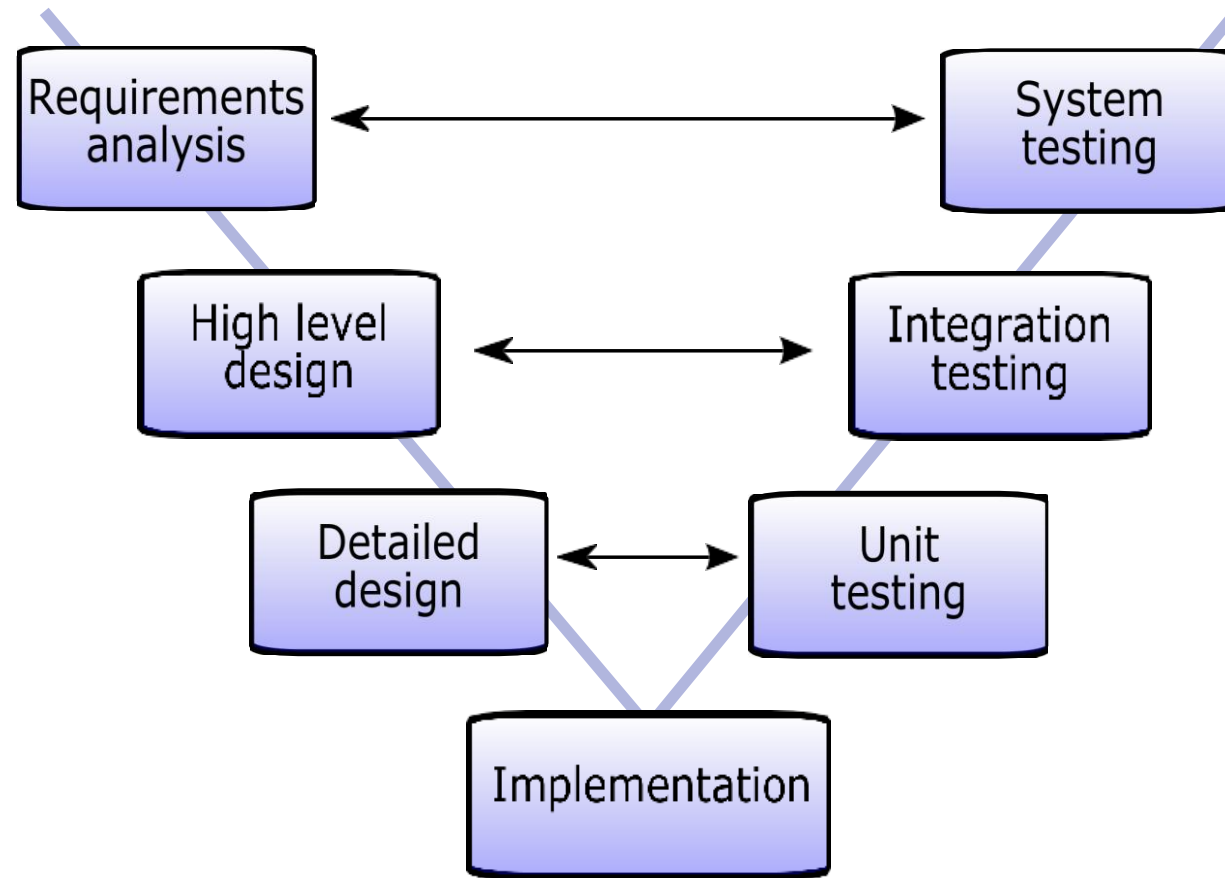 Requirements
analysis
System
testing
High level
design
Integration
testing
Detailed
design
Unit
testing
Implementation